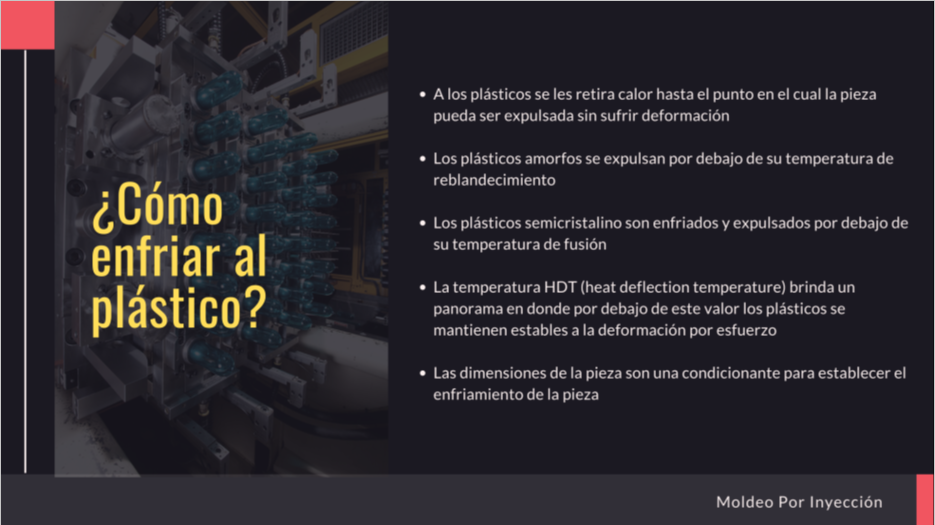 ¿Cómo
enfriar al
plástico?
• A los plásticos se les retira calor hasta el punto en el cual la pieza
pueda ser expulsada sin sufrir deformación
• Los plásticos amorfos se expulsan por debajo de su temperatura de
reblandecimiento
• Los plásticos semicristalino son enfriados y expulsados por debajo de
su temperatura de fusión
• La temperatura HDT (heat deflection temperature) brinda un
panorama en donde por debajo de este valor los plásticos se
mantienen estables a la deformación por esfuerzo
• Las dimensiones de la pieza son una condicionante para establecer el
enfriamiento de la pieza
Moldeo Por Inyección